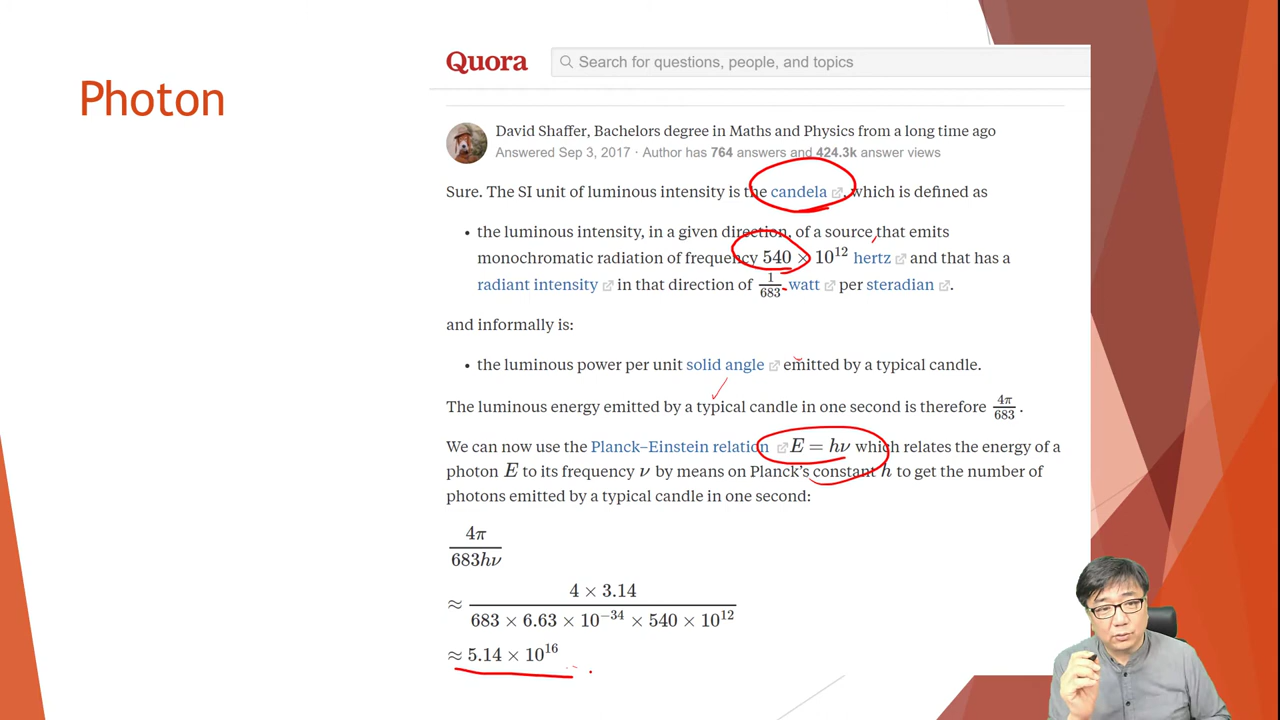 Photon
Quora
Search for questions, people, and topics
David Shaffer, Bachelors degree in Maths and Physics from a long time ago
Answered Sep 3, 2017 · Author has 764 answers and 424.3k answer views
Sure. The SI unit of luminous intensity is the candela, which is defined as
• the luminous intensity, in a given direction, of a source that emits
monochromatic radiation of frequency 540 × 10¹² hertz and that has a
radiant intensity in that direction of 1/683 watt per steradian.
and informally is:
• the luminous power per unit solid angle emitted by a typical candle.
The luminous energy emitted by a typical candle in one second is therefore 4π/683.
We can now use the Planck–Einstein relation E = hν which relates the energy of a
photon E to its frequency ν by means on Planck's constant h to get the number of
photons emitted by a typical candle in one second:
4π/683hν
≈ 4 × 3.14/683 × 6.63 × 10⁻³⁴ × 540 × 10¹²
≈ 5.14 × 10¹⁶